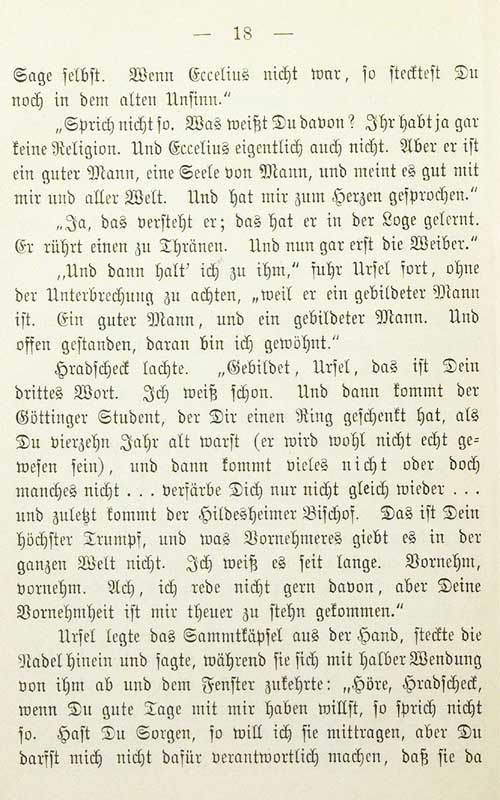 — 18 —
Sage selbst. Wenn Eccelius nicht war, so stecktest Du
noch in dem alten Unsinn.“
„Sprich nicht so. Was weißt Du davon? Ihr habt ja gar
keine Religion. Und Eccelius eigentlich auch nicht. Aber er ist
ein guter Mann, eine Seele von Mann, und meint es gut mit
mir und aller Welt. Und hat mir zum Herzen gesprochen.“
„Ja, das versteht er; das hat er in der Loge gelernt.
Er rührt einen zu Thränen. Und nun gar erst die Weiber.“
„Und dann halt’ ich zu ihm,“ fuhr Ursel fort, ohne
der Unterbrechung zu achten, „weil er ein gebildeter Mann
ist. Ein guter Mann, und ein gebildeter Mann. Und
offen gestanden, daran bin ich gewöhnt.“
Hradscheck lachte. „Gebildet, Ursel, das ist Dein
drittes Wort. Ich weiß schon. Und dann kommt der
Göttinger Student, der Dir einen Ring geschenkt hat, als
Du vierzehn Jahr alt warst (er wird wohl nicht echt ge-
wesen sein), und dann kommt vieles nicht oder doch
manches nicht . . . verfärbe Dich nur nicht gleich wieder . . .
und zuletzt kommt der Hildesheimer Bischof. Das ist Dein
höchster Trumpf, und was Vornehmeres giebt es in der
ganzen Welt nicht. Ich weiß es seit lange. Vornehm,
vornehm. Ach, ich rede nicht gern davon, aber Deine
Vornehmheit ist mir theuer zu stehn gekommen.“
Ursel legte das Sammtkäpsel aus der Hand, steckte die
Nadel hinein und sagte, während sie sich mit halber Wendung
von ihm ab und dem Fenster zukehrte: „Höre, Hradscheck,
wenn Du gute Tage mit mir haben willst, so sprich nicht
so. Hast Du Sorgen, so will ich sie mittragen, aber Du
darfst mich nicht dafür verantwortlich machen, daß sie da